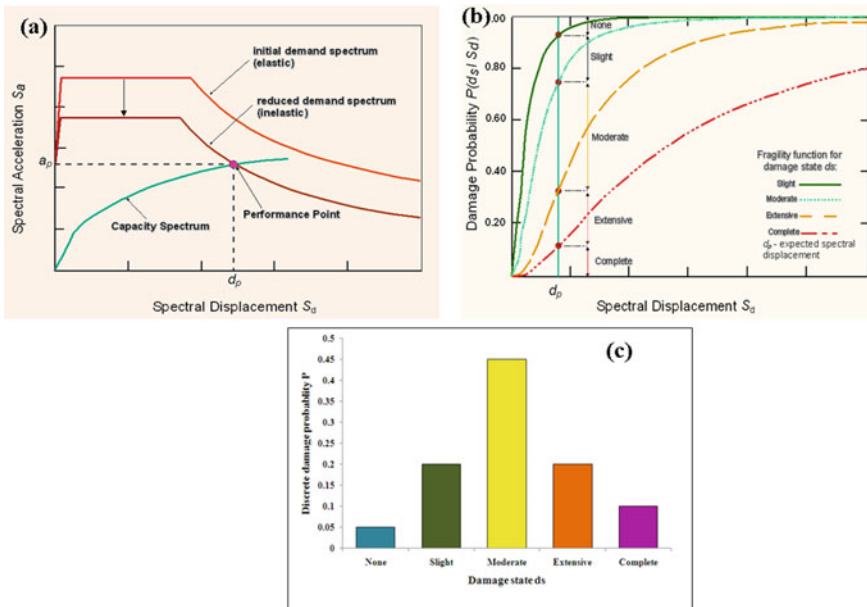 (a)
Spectral Acceleration Sa
initial demand spectrum
(elastic)
reduced demand spectrum
(inelastic)
ap
Performance Point
Capacity Spectrum
dp
Spectral Displacement Sd
(b)
Damage Probability P(ds/ Sd)
1.00
0.80
0.60
0.40
0.20
None
Slight
Moderate
Extensive
Complete
Fragility function for
damage state ds:
Slight
Moderate
Extensive
Complete
dp - expected spectral
displacement
dp
Spectral Displacement Sd
(c)
Discrete damage probablity P
0.5
0.45
0.4
0.35
0.3
0.25
0.2
0.15
0.1
0.05
0
None Slight Moderate Extensive Complete
Damage state ds